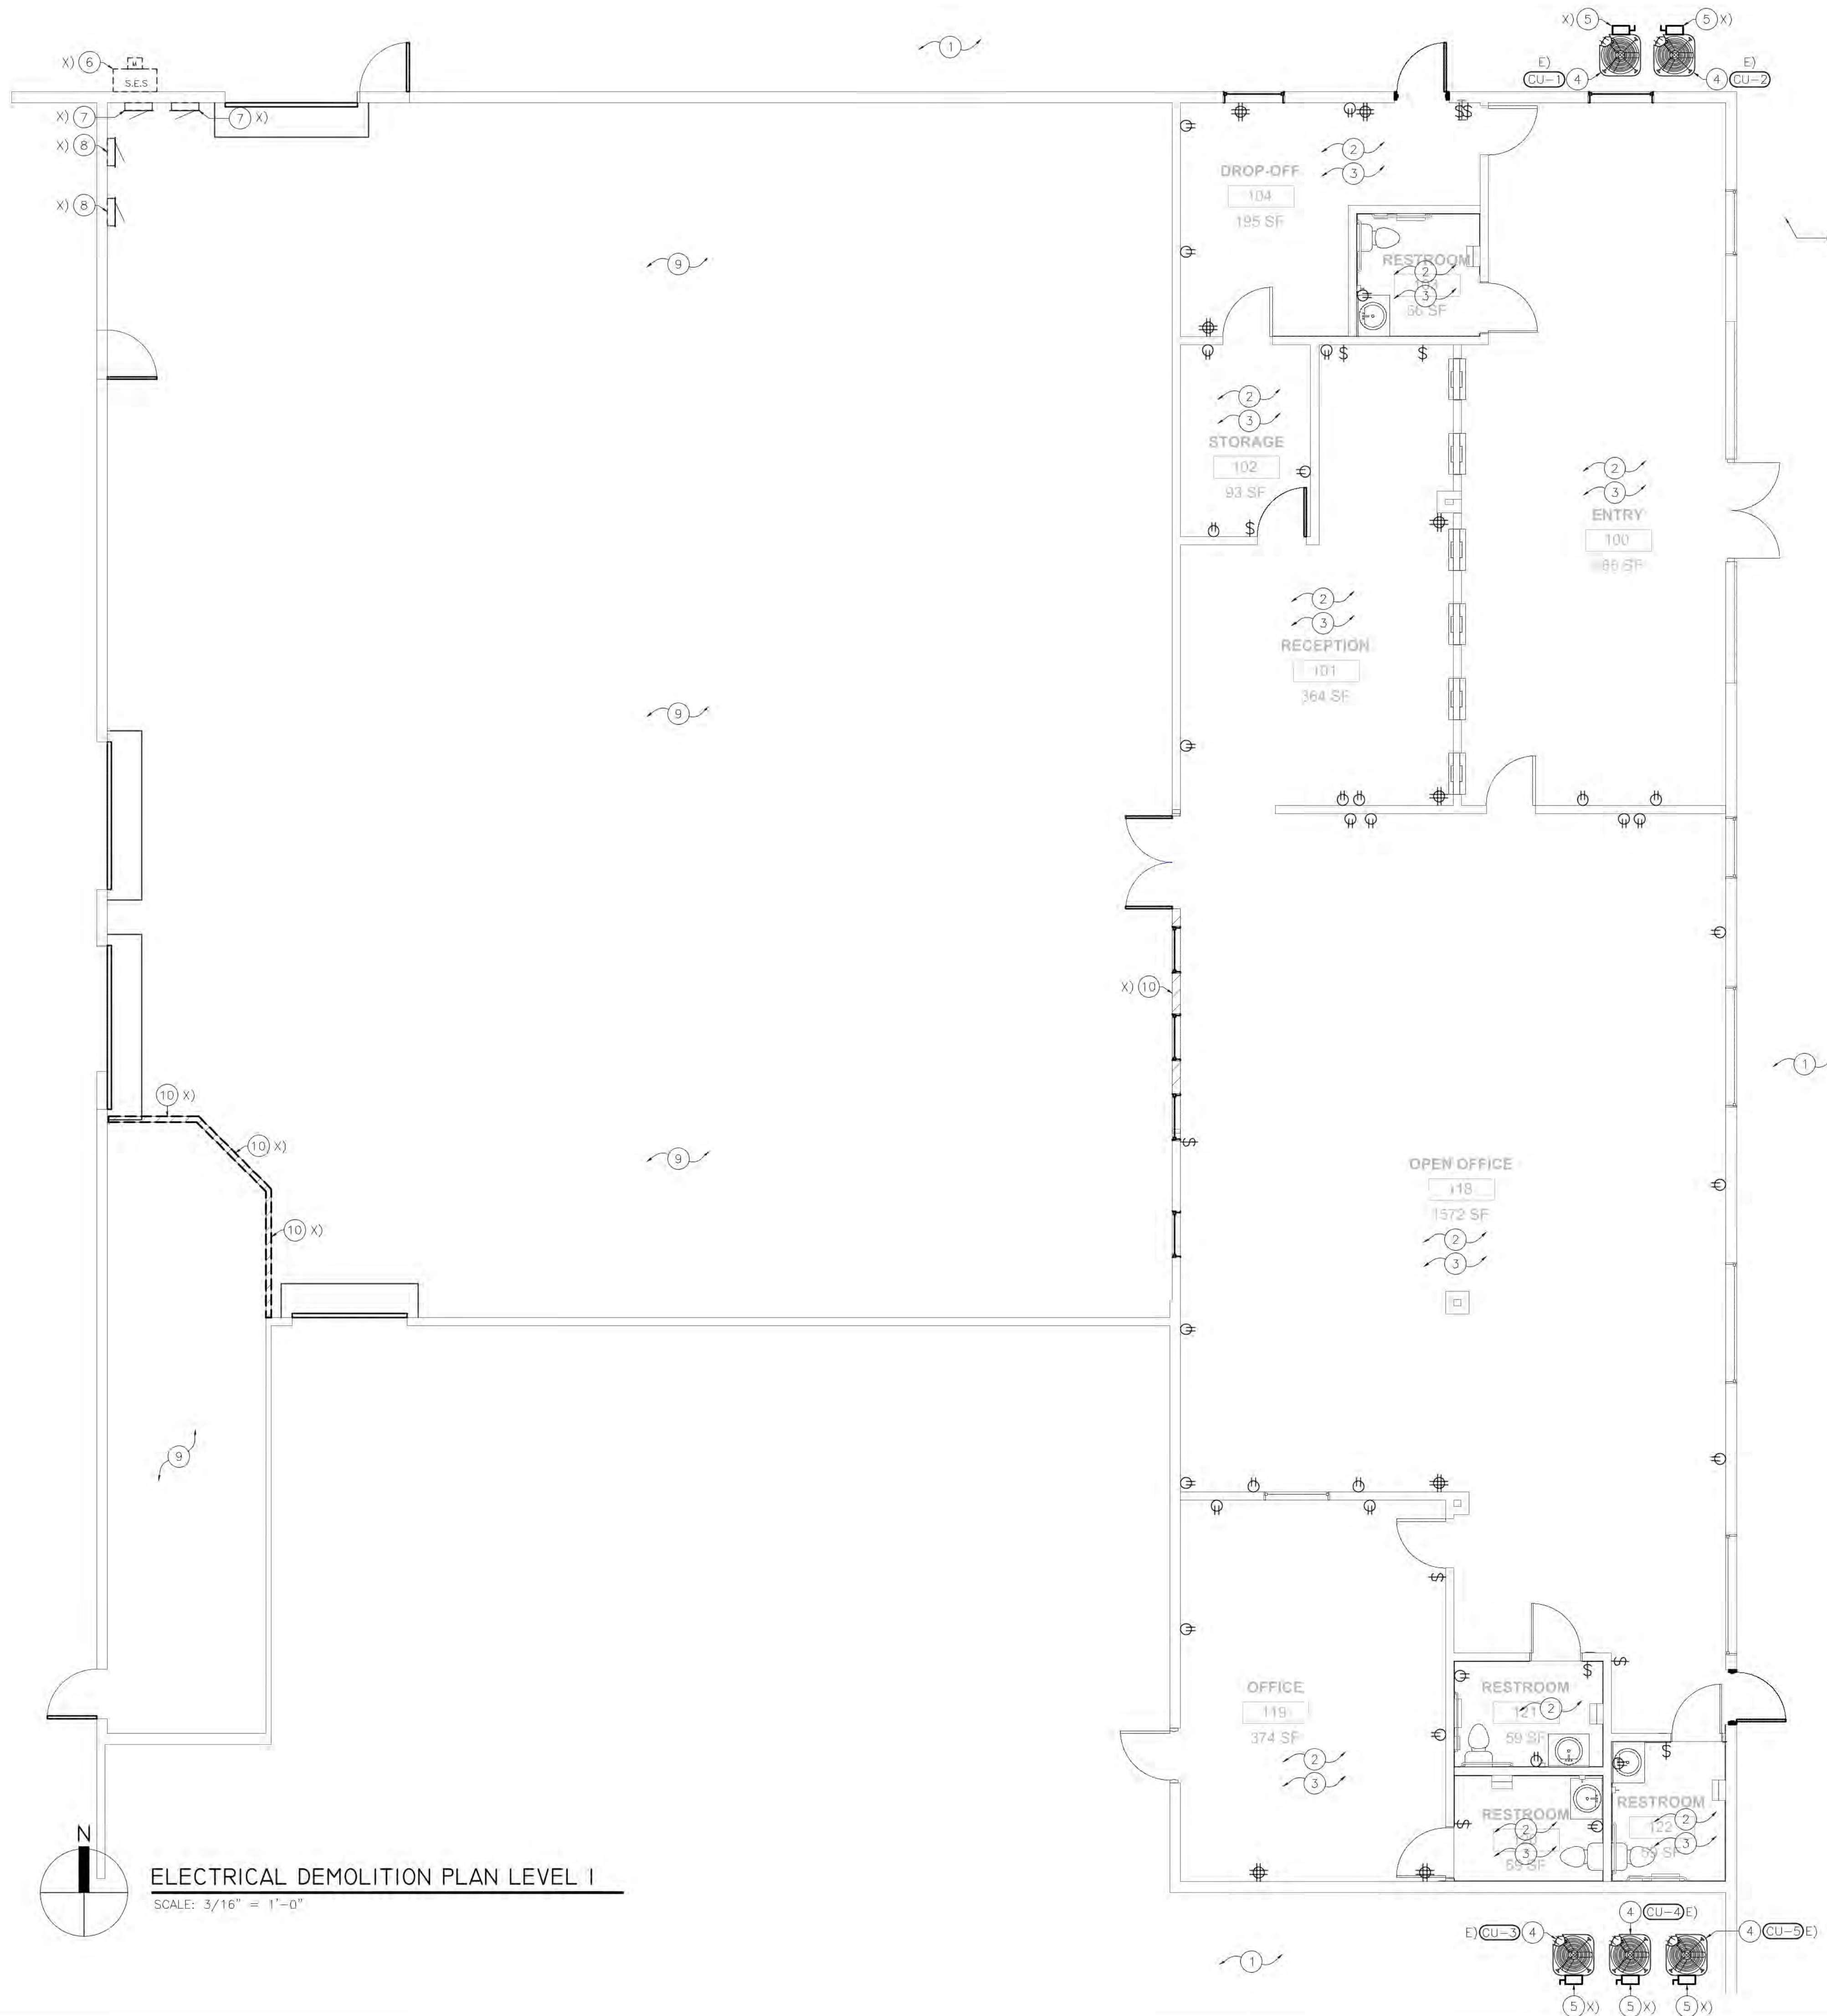 X) 5
5 X)
1
X) 6
M
S.E.S
E)
CU-1 4
E)
4 CU-2
X) 7
7 X)
X) 8
X) 8
$$
2
3
DROP-OFF
104
195 SF
9
RESTROOM
2
3
66 SF
$
$
2
3
STORAGE
102
93 SF
$
2
3
ENTRY
100
2
3
RECEPTION
101
364 SF
9
X) 10
1
10 X)
10 X)
10 X)
9
$
OPEN OFFICE
118
1572 SF
2
3
9
$
$
$
OFFICE
119
374 SF
2
3
RESTROOM
121 2
59 SF
$
$
RESTROOM
2
3
59 SF
RESTROOM
122 2
3
N
ELECTRICAL DEMOLITION PLAN LEVEL 1
SCALE: 3/16" = 1'-0"
4 CU-4 E)
E) CU-3 4
4 CU-5 E)
1
5 X)
5 X)
5 X)